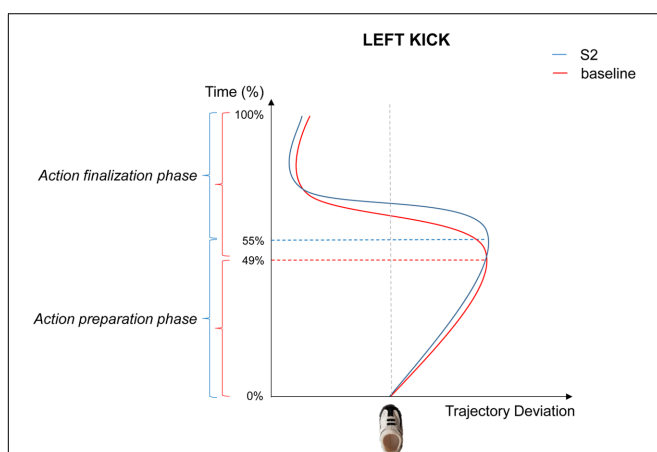 LEFT KICK
S2
baseline
Time (%)
100%
Action finalization phase
55%
49%
Action preparation phase
0%
Trajectory Deviation